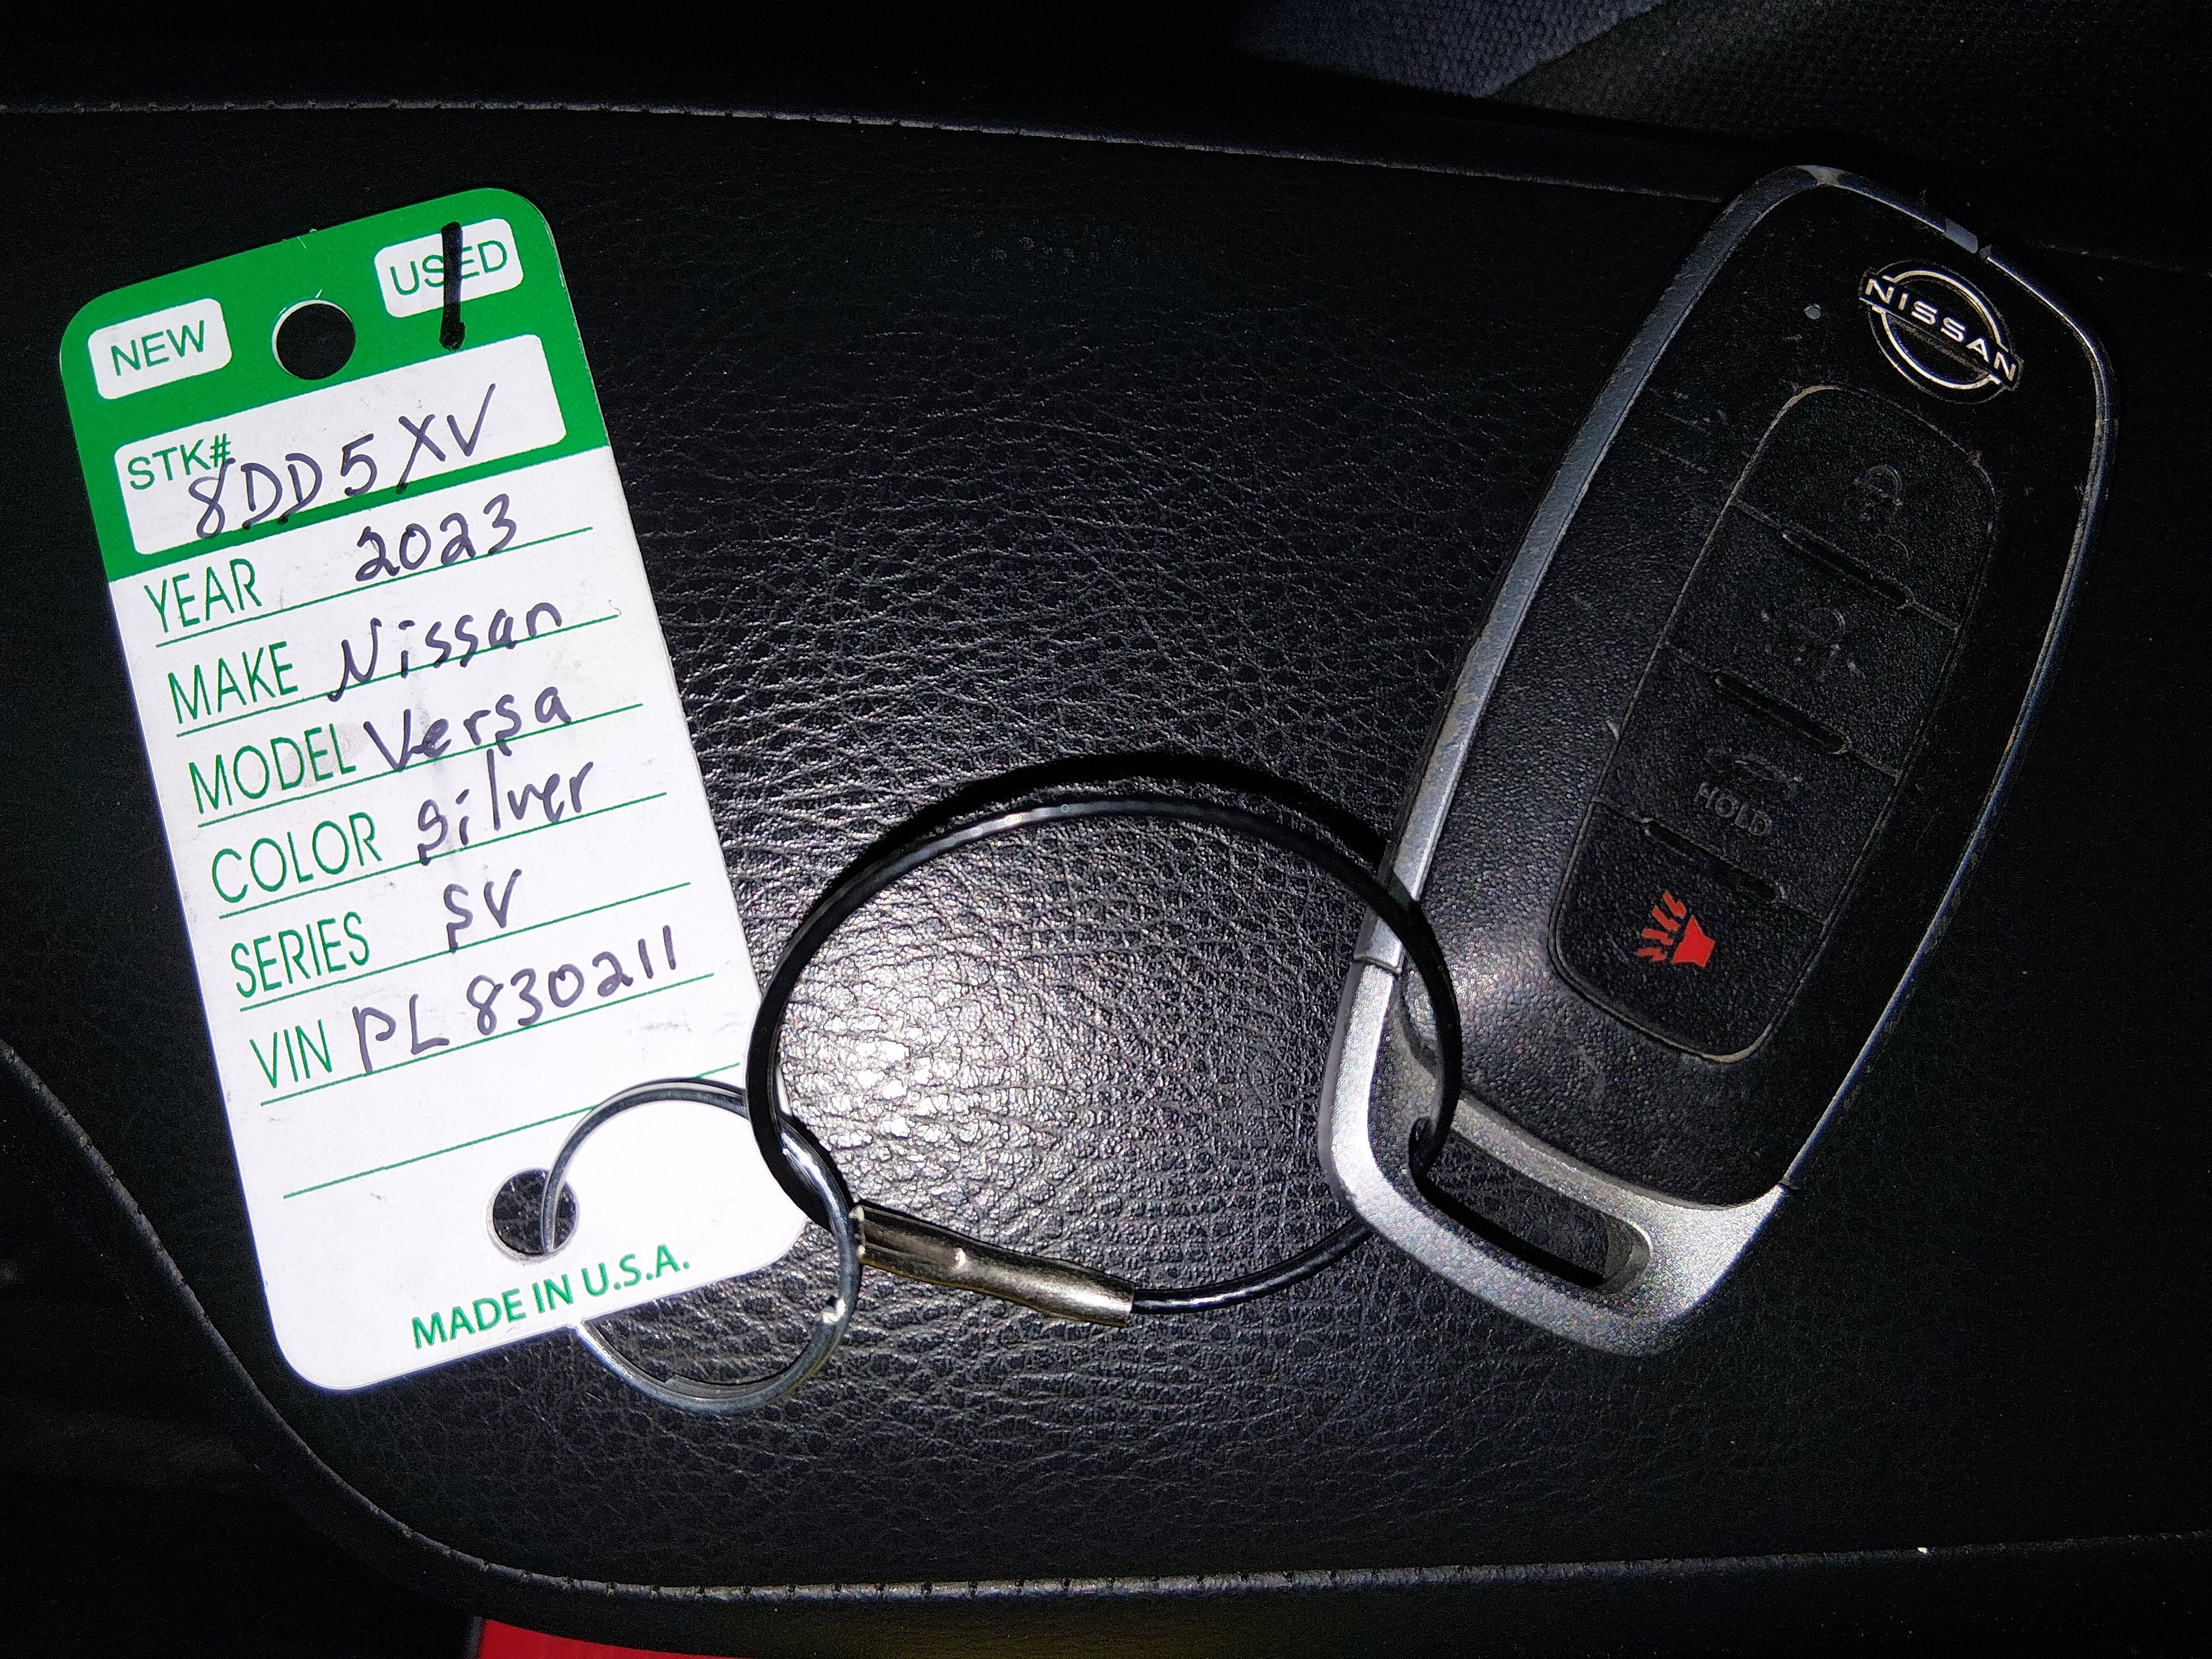 NEW
USED
STK# 8DD5XV
YEAR 2023
MAKE Nissan
MODEL Versa
COLOR Silver
SERIES SV
VIN PL830211
MADE IN U.S.A.
NISSAN
HOLD